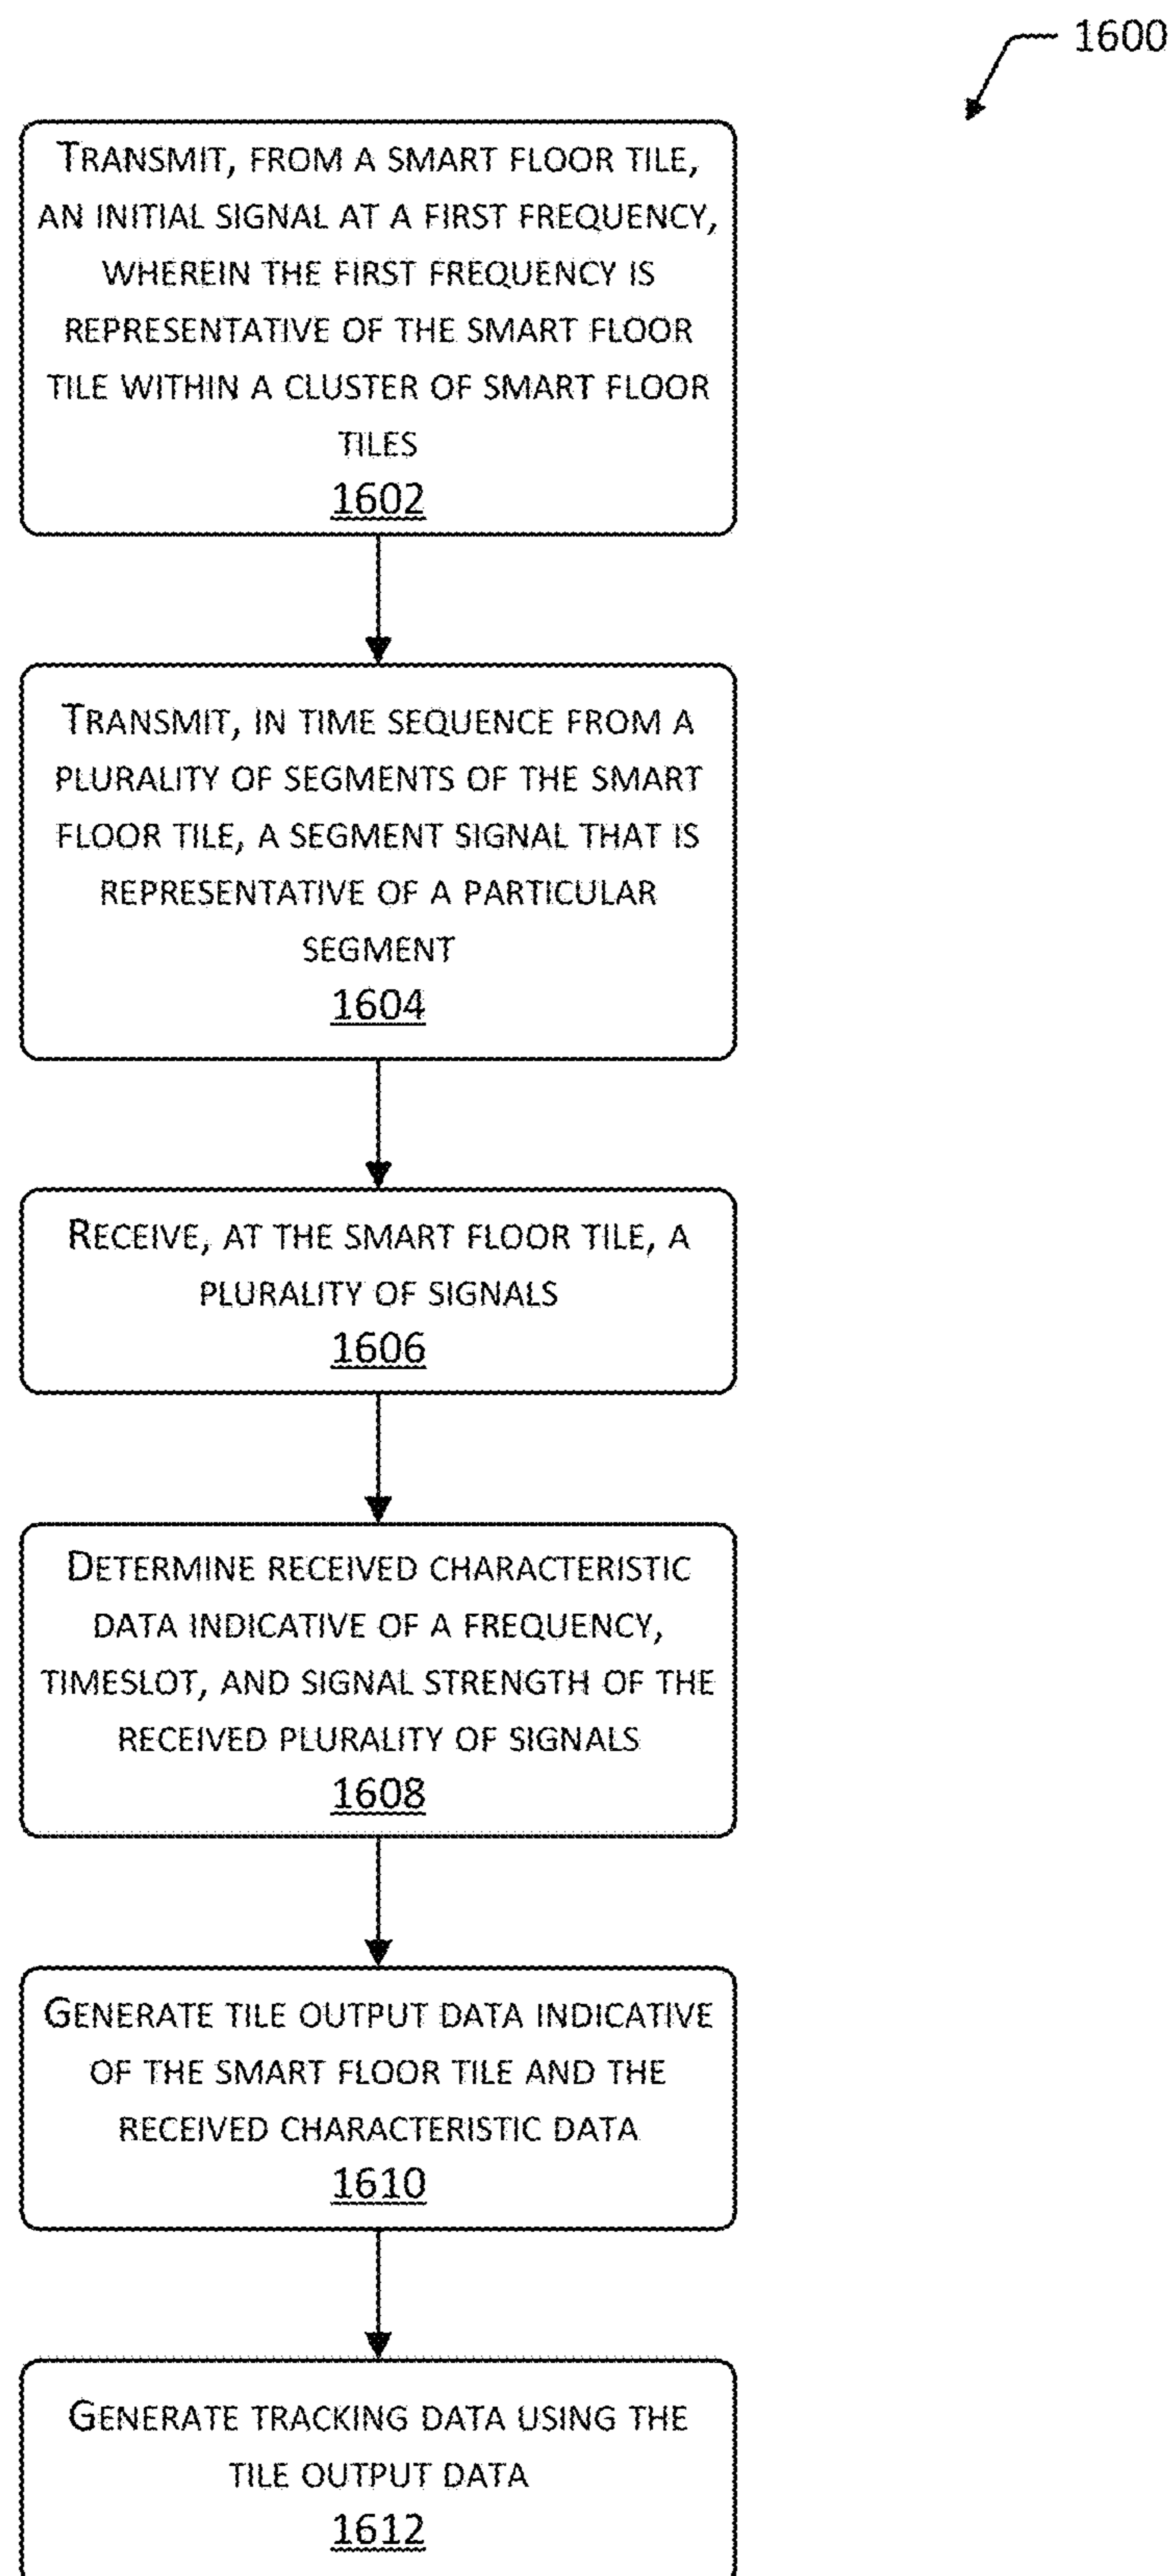 1600
TRANSMIT, FROM A SMART FLOOR TILE,
AN INITIAL SIGNAL AT A FIRST FREQUENCY,
WHEREIN THE FIRST FREQUENCY IS
REPRESENTATIVE OF THE SMART FLOOR
TILE WITHIN A CLUSTER OF SMART FLOOR
TILES
1602
TRANSMIT, IN TIME SEQUENCE FROM A
PLURALITY OF SEGMENTS OF THE SMART
FLOOR TILE, A SEGMENT SIGNAL THAT IS
REPRESENTATIVE OF A PARTICULAR
SEGMENT
1604
RECEIVE, AT THE SMART FLOOR TILE, A
PLURALITY OF SIGNALS
1606
DETERMINE RECEIVED CHARACTERISTIC
DATA INDICATIVE OF A FREQUENCY,
TIMESLOT, AND SIGNAL STRENGTH OF THE
RECEIVED PLURALITY OF SIGNALS
1608
GENERATE TILE OUTPUT DATA INDICATIVE
OF THE SMART FLOOR TILE AND THE
RECEIVED CHARACTERISTIC DATA
1610
GENERATE TRACKING DATA USING THE
TILE OUTPUT DATA
1612